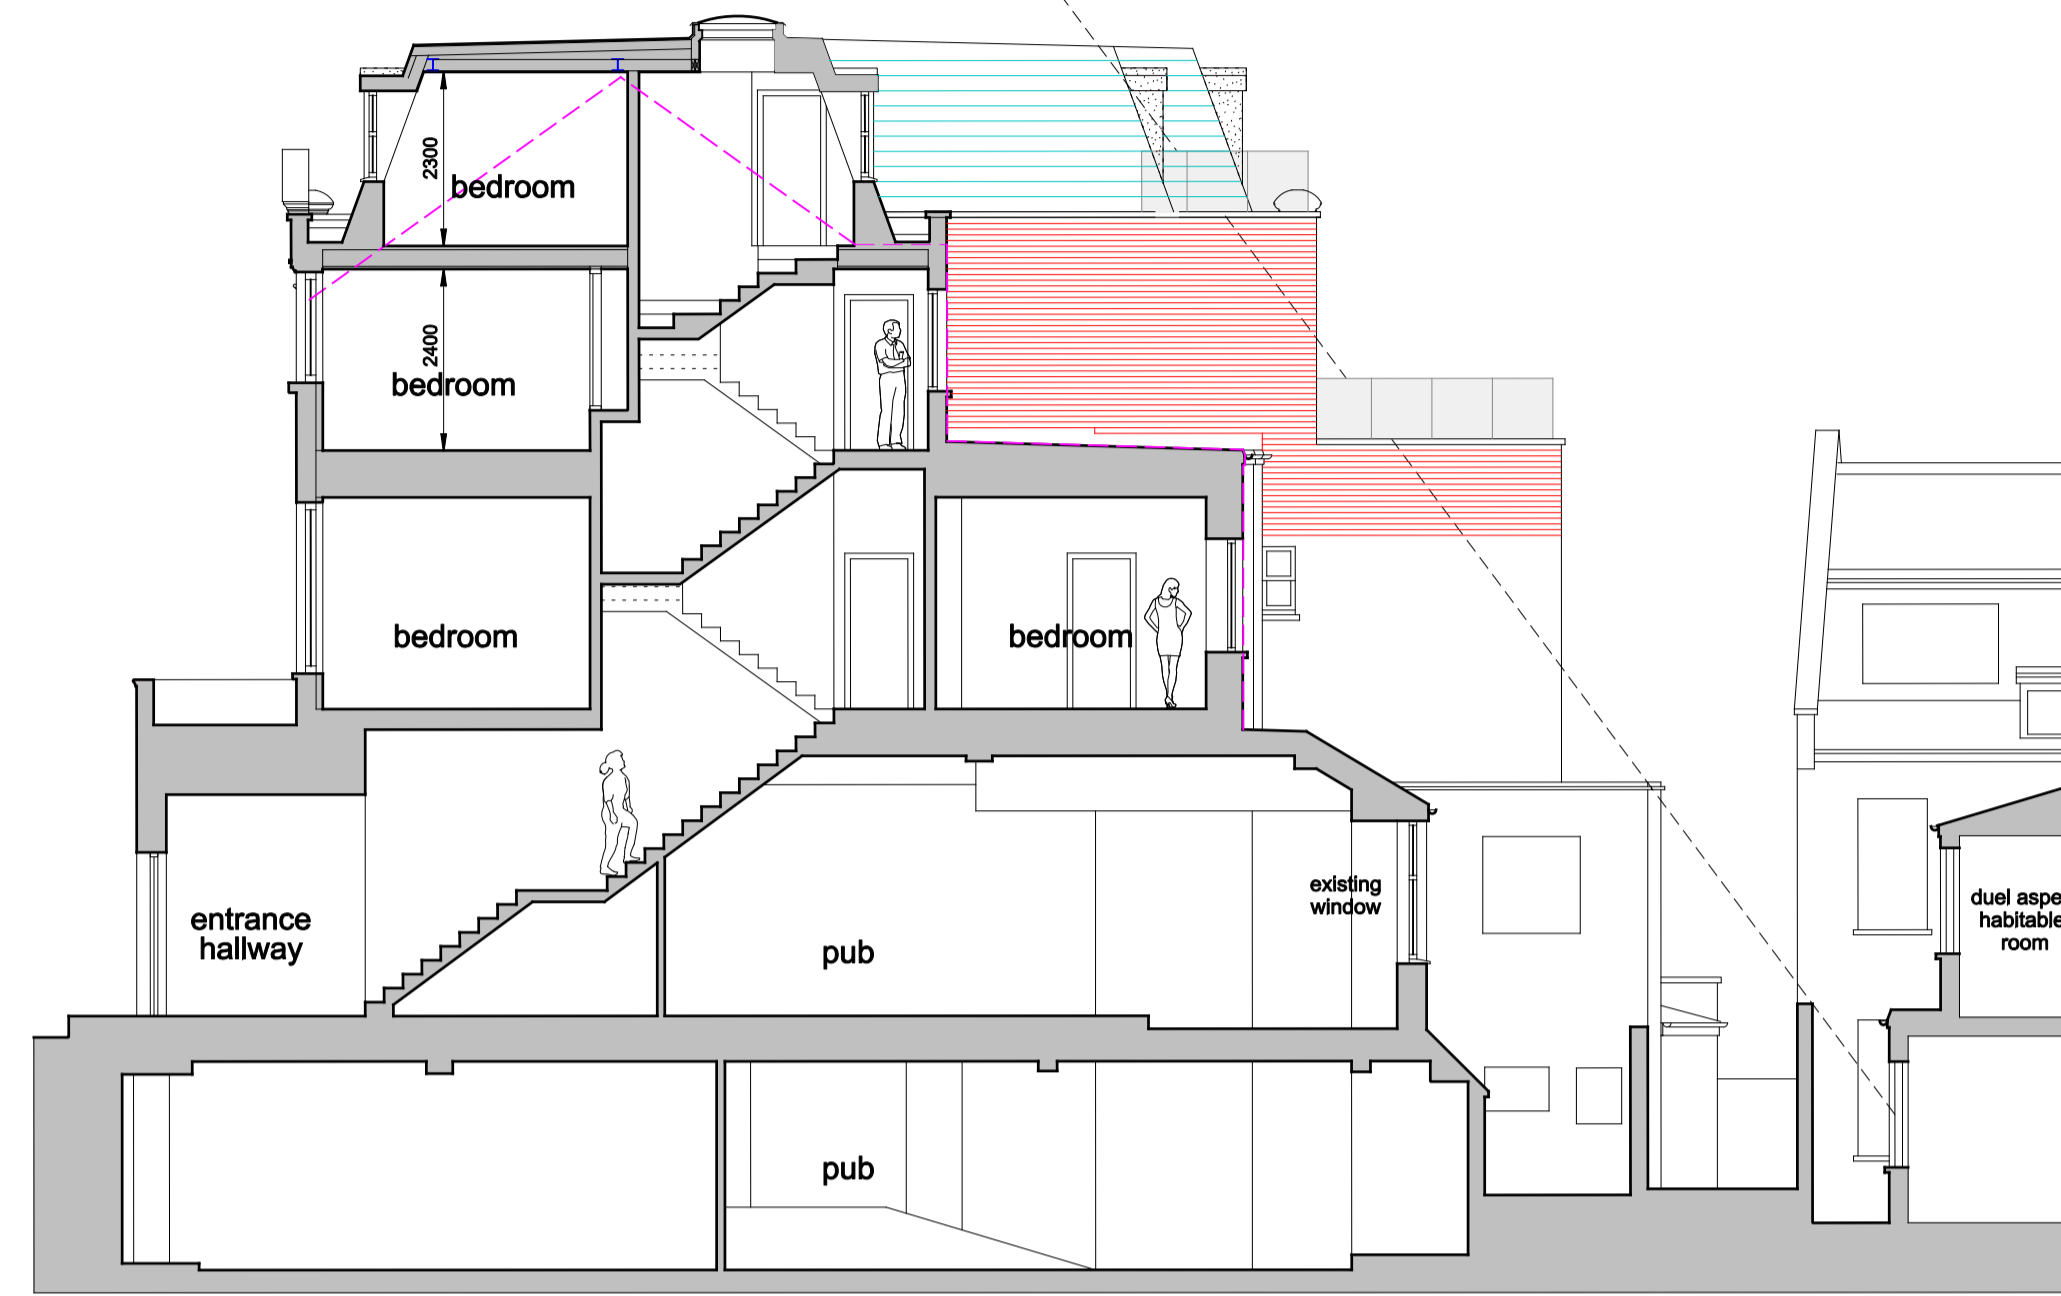 2300
bedroom
2400
bedroom
bedroom
bedroom
existing
window
entrance
hallway
pub
duel aspe
habitable
room
pub